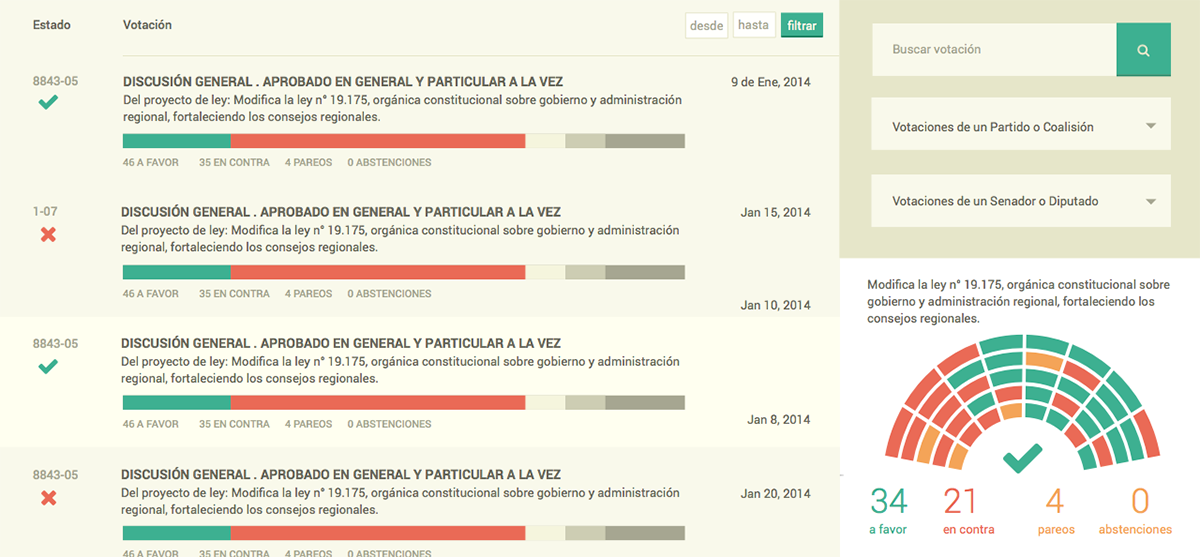 Estado
Votación
desde
hasta
filtrar
8843-05
DISCUSIÓN GENERAL . APROBADO EN GENERAL Y PARTICULAR A LA VEZ
9 de Ene, 2014
Del proyecto de ley: Modifica la ley n° 19.175, orgánica constitucional sobre gobierno y administración
regional, fortaleciendo los consejos regionales.
46 A FAVOR 35 EN CONTRA 4 PAREOS 0 ABSTENCIONES
1-07
DISCUSIÓN GENERAL . APROBADO EN GENERAL Y PARTICULAR A LA VEZ
Jan 15, 2014
Del proyecto de ley: Modifica la ley n° 19.175, orgánica constitucional sobre gobierno y administración
regional, fortaleciendo los consejos regionales.
46 A FAVOR 35 EN CONTRA 4 PAREOS 0 ABSTENCIONES
Jan 10, 2014
8843-05
DISCUSIÓN GENERAL . APROBADO EN GENERAL Y PARTICULAR A LA VEZ
Del proyecto de ley: Modifica la ley n° 19.175, orgánica constitucional sobre gobierno y administración
regional, fortaleciendo los consejos regionales.
46 A FAVOR 35 EN CONTRA 4 PAREOS 0 ABSTENCIONES
Jan 8, 2014
8843-05
DISCUSIÓN GENERAL . APROBADO EN GENERAL Y PARTICULAR A LA VEZ
Del proyecto de ley: Modifica la ley n° 19.175, orgánica constitucional sobre gobierno y administración
regional, fortaleciendo los consejos regionales.
Jan 20, 2014
46 A FAVOR 35 EN CONTRA 4 PAREOS 0 ABSTENCIONES
Buscar votación
Votaciones de un Partido o Coalisión
Votaciones de un Senador o Diputado
Modifica la ley n° 19.175, orgánica constitucional sobre
gobierno y administración regional, fortaleciendo los
consejos regionales.
34 21 4 0
a favor en contra pareos abstenciones